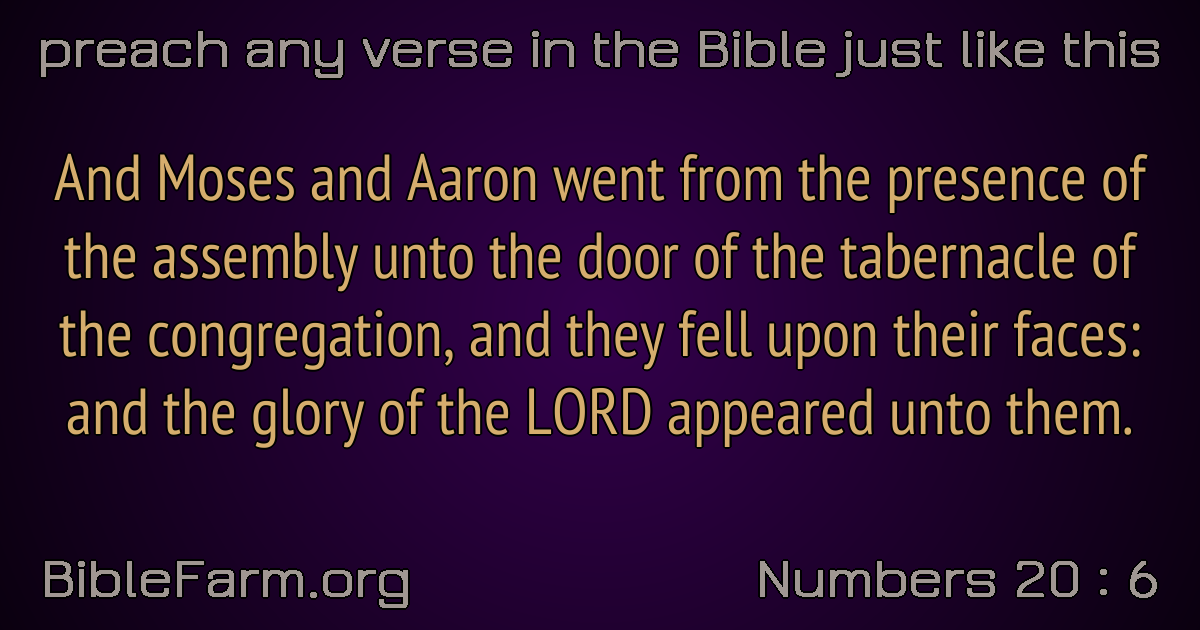 preach any verse in the Bible just like this
And Moses and Aaron went from the presence of
the assembly unto the door of the tabernacle of
the congregation, and they fell upon their faces:
and the glory of the LORD appeared unto them.
BibleFarm.org
Numbers 20 : 6